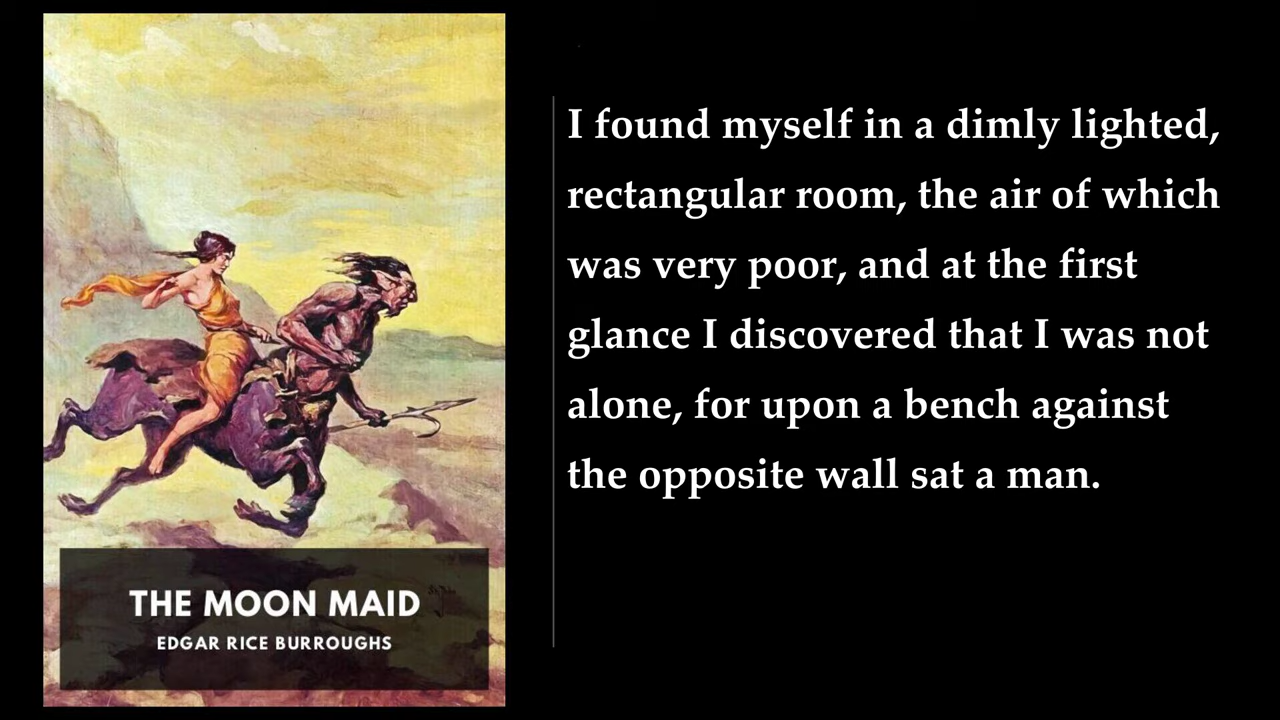 THE MOON MAID
EDGAR RICE BURROUGHS
I found myself in a dimly lighted,
rectangular room, the air of which
was very poor, and at the first
glance I discovered that I was not
alone, for upon a bench against
the opposite wall sat a man.